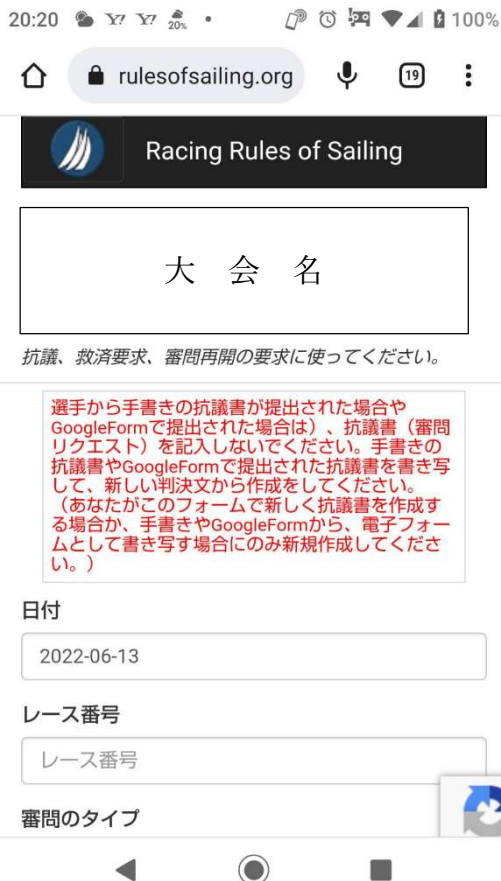 20:20 Y! Y! 20% 100%
rulesofsailing.org 19
Racing Rules of Sailing
大 会 名
抗議、救済要求、審問再開の要求に使ってください。
選手から手書きの抗議書が提出された場合や
GoogleFormで提出された場合は）、抗議書（審問
リクエスト）を記入しないでください。手書きの
抗議書やGoogleFormで提出された抗議書を書き写
して、新しい判決文から作成をしてください。
（あなたがこのフォームで新しく抗議書を作成す
る場合か、手書きやGoogleFormから、電子フォー
ムとして書き写す場合にのみ新規作成してくださ
い。）
日付
2022-06-13
レース番号
レース番号
審問のタイプ